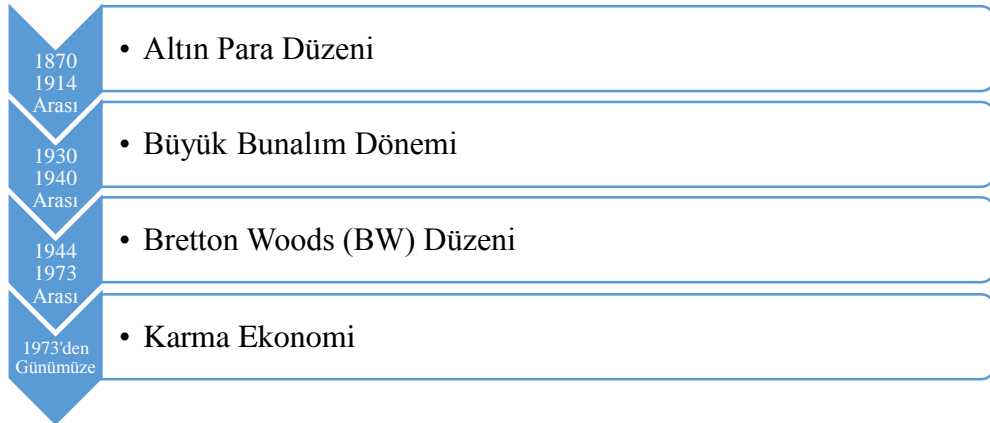 1870
1914
Arası
• Altın Para Düzeni
1930
1940
Arası
• Büyük Bunalım Dönemi
1944
1973
Arası
• Bretton Woods (BW) Düzeni
1973'den
Günümüze
• Karma Ekonomi